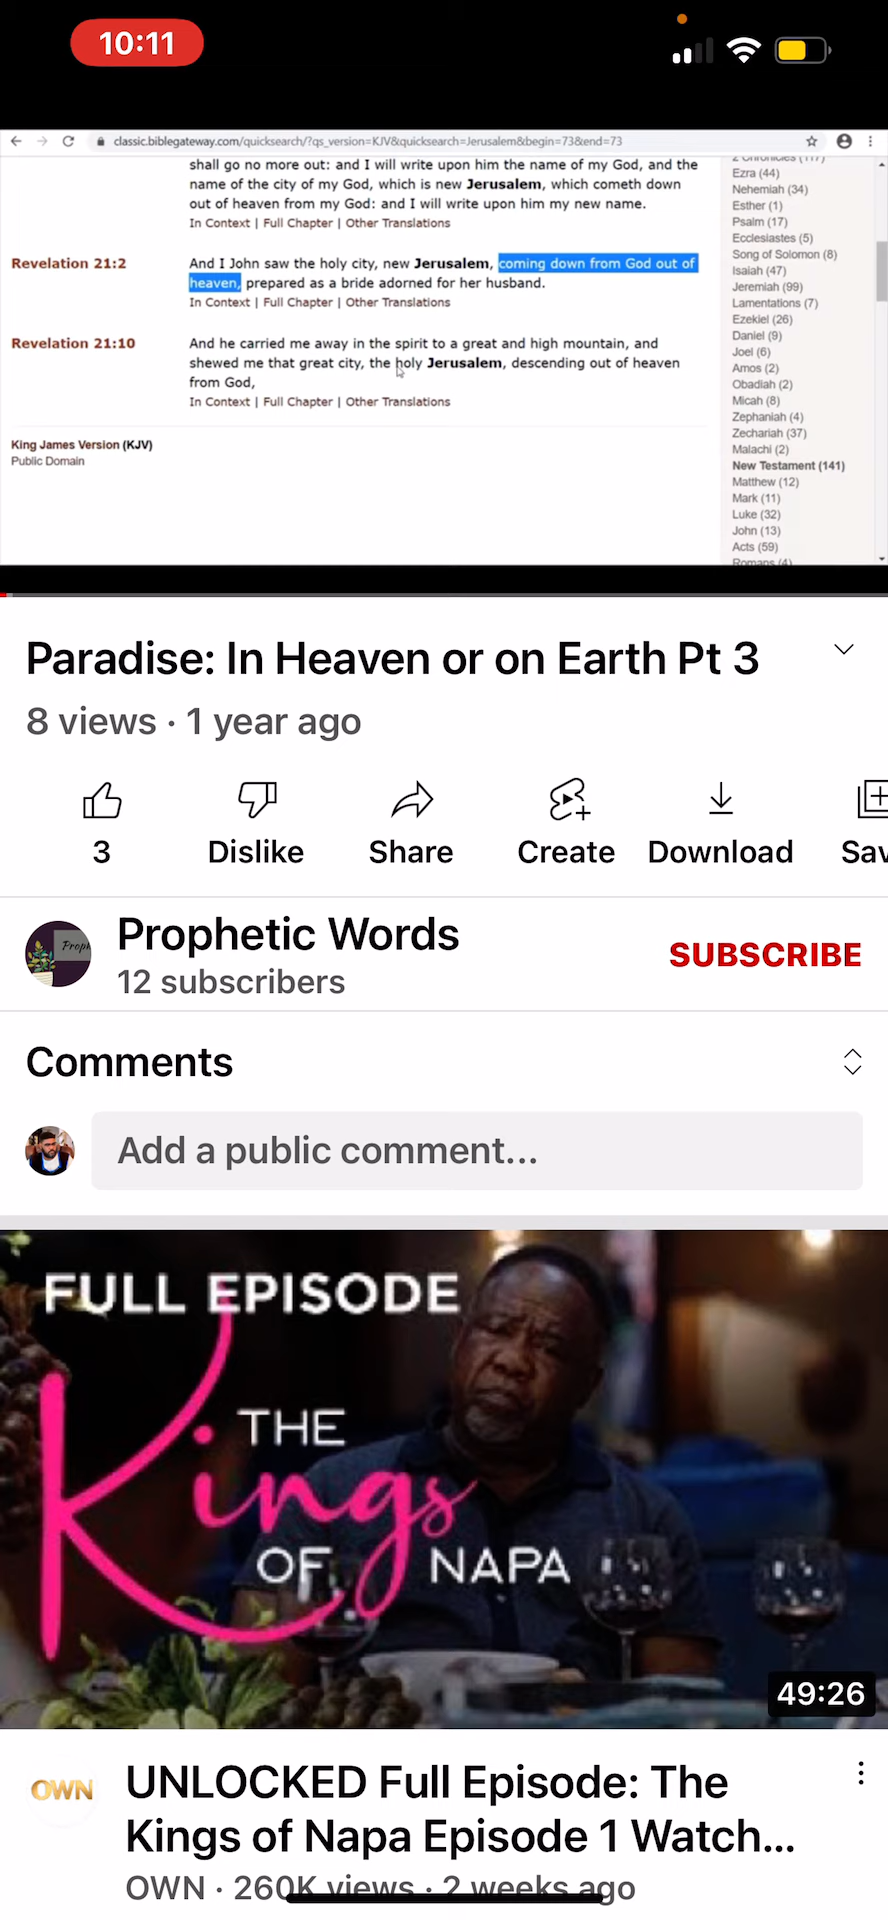 10:11
classic.biblegateway.com/quicksearch/?qs_version=KJV&quicksearch=Jerusalem&begin=73&end=73
shall go no more out: and I will write upon him the name of my God, and the
name of the city of my God, which is new Jerusalem, which cometh down
out of heaven from my God: and I will write upon him my new name.
In Context | Full Chapter | Other Translations
Revelation 21:2
And I John saw the holy city, new Jerusalem, coming down from God out of
heaven, prepared as a bride adorned for her husband.
In Context | Full Chapter | Other Translations
Revelation 21:10
And he carried me away in the spirit to a great and high mountain, and
shewed me that great city, the holy Jerusalem, descending out of heaven
from God,
In Context | Full Chapter | Other Translations
King James Version (KJV)
Public Domain
2 Chronicles (117)
Ezra (44)
Nehemiah (34)
Esther (1)
Psalm (17)
Ecclesiastes (5)
Song of Solomon (8)
Isaiah (47)
Jeremiah (99)
Lamentations (7)
Ezekiel (26)
Daniel (9)
Joel (6)
Amos (2)
Obadiah (2)
Micah (8)
Zephaniah (4)
Zechariah (37)
Malachi (2)
New Testament (141)
Matthew (12)
Mark (11)
Luke (32)
John (13)
Acts (59)
Romans (4)
Paradise: In Heaven or on Earth Pt 3
8 views · 1 year ago
3
Dislike
Share
Create
Download
Sav
Proph
Prophetic Words
12 subscribers
SUBSCRIBE
Comments
Add a public comment...
FULL EPISODE
THE
Kings
OF NAPA
49:26
OWN
UNLOCKED Full Episode: The
Kings of Napa Episode 1 Watch...
OWN · 260K views · 2 weeks ago